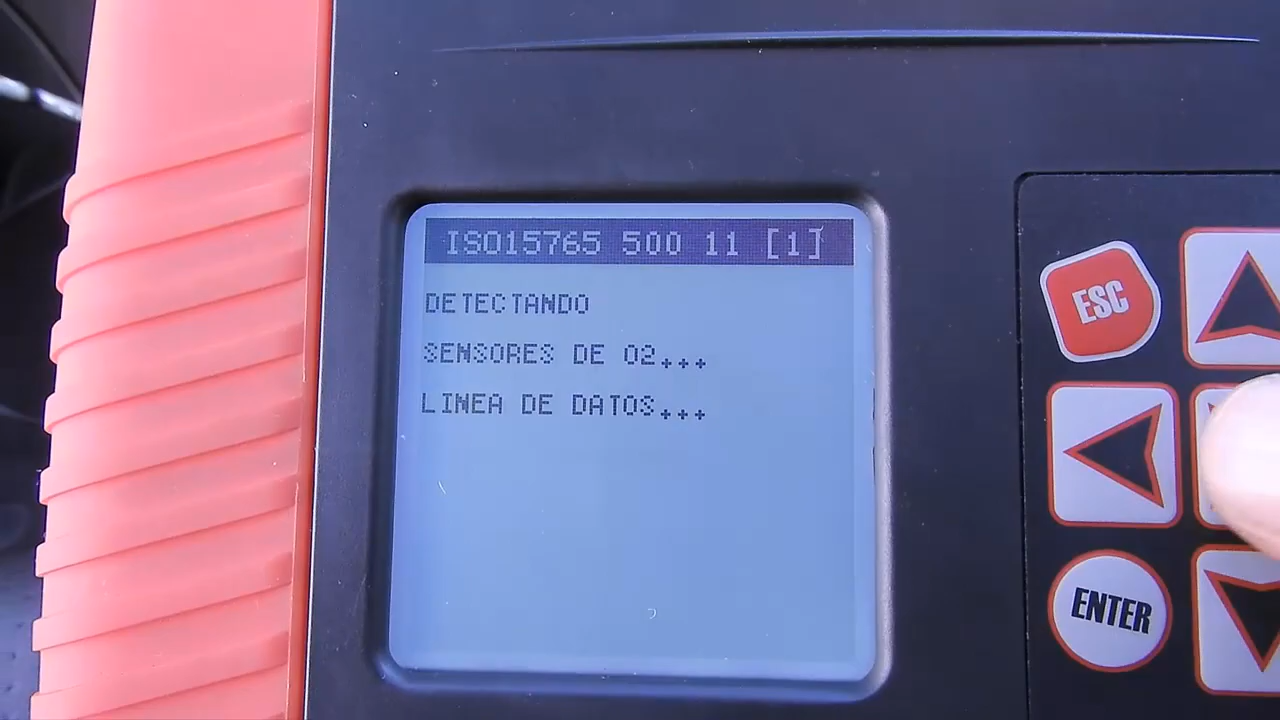 ISO15765 500 11 [1]
DETECTANDO
SENSORES DE O2...
LINEA DE DATOS...
ESC
ENTER